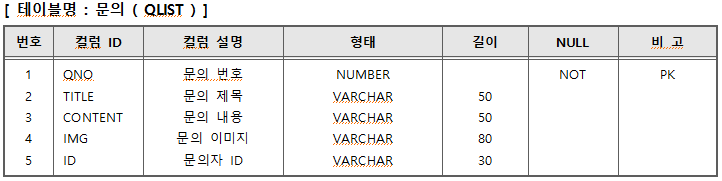 [ 테이블명 : 문의 ( QLIST ) ]
번호 컬럼 ID 컬럼 설명 형태 길이 NULL 비 고
1 QNO 문의 번호 NUMBER NOT PK
2 TITLE 문의 제목 VARCHAR 50
3 CONTENT 문의 내용 VARCHAR 50
4 IMG 문의 이미지 VARCHAR 80
5 ID 문의자 ID VARCHAR 30